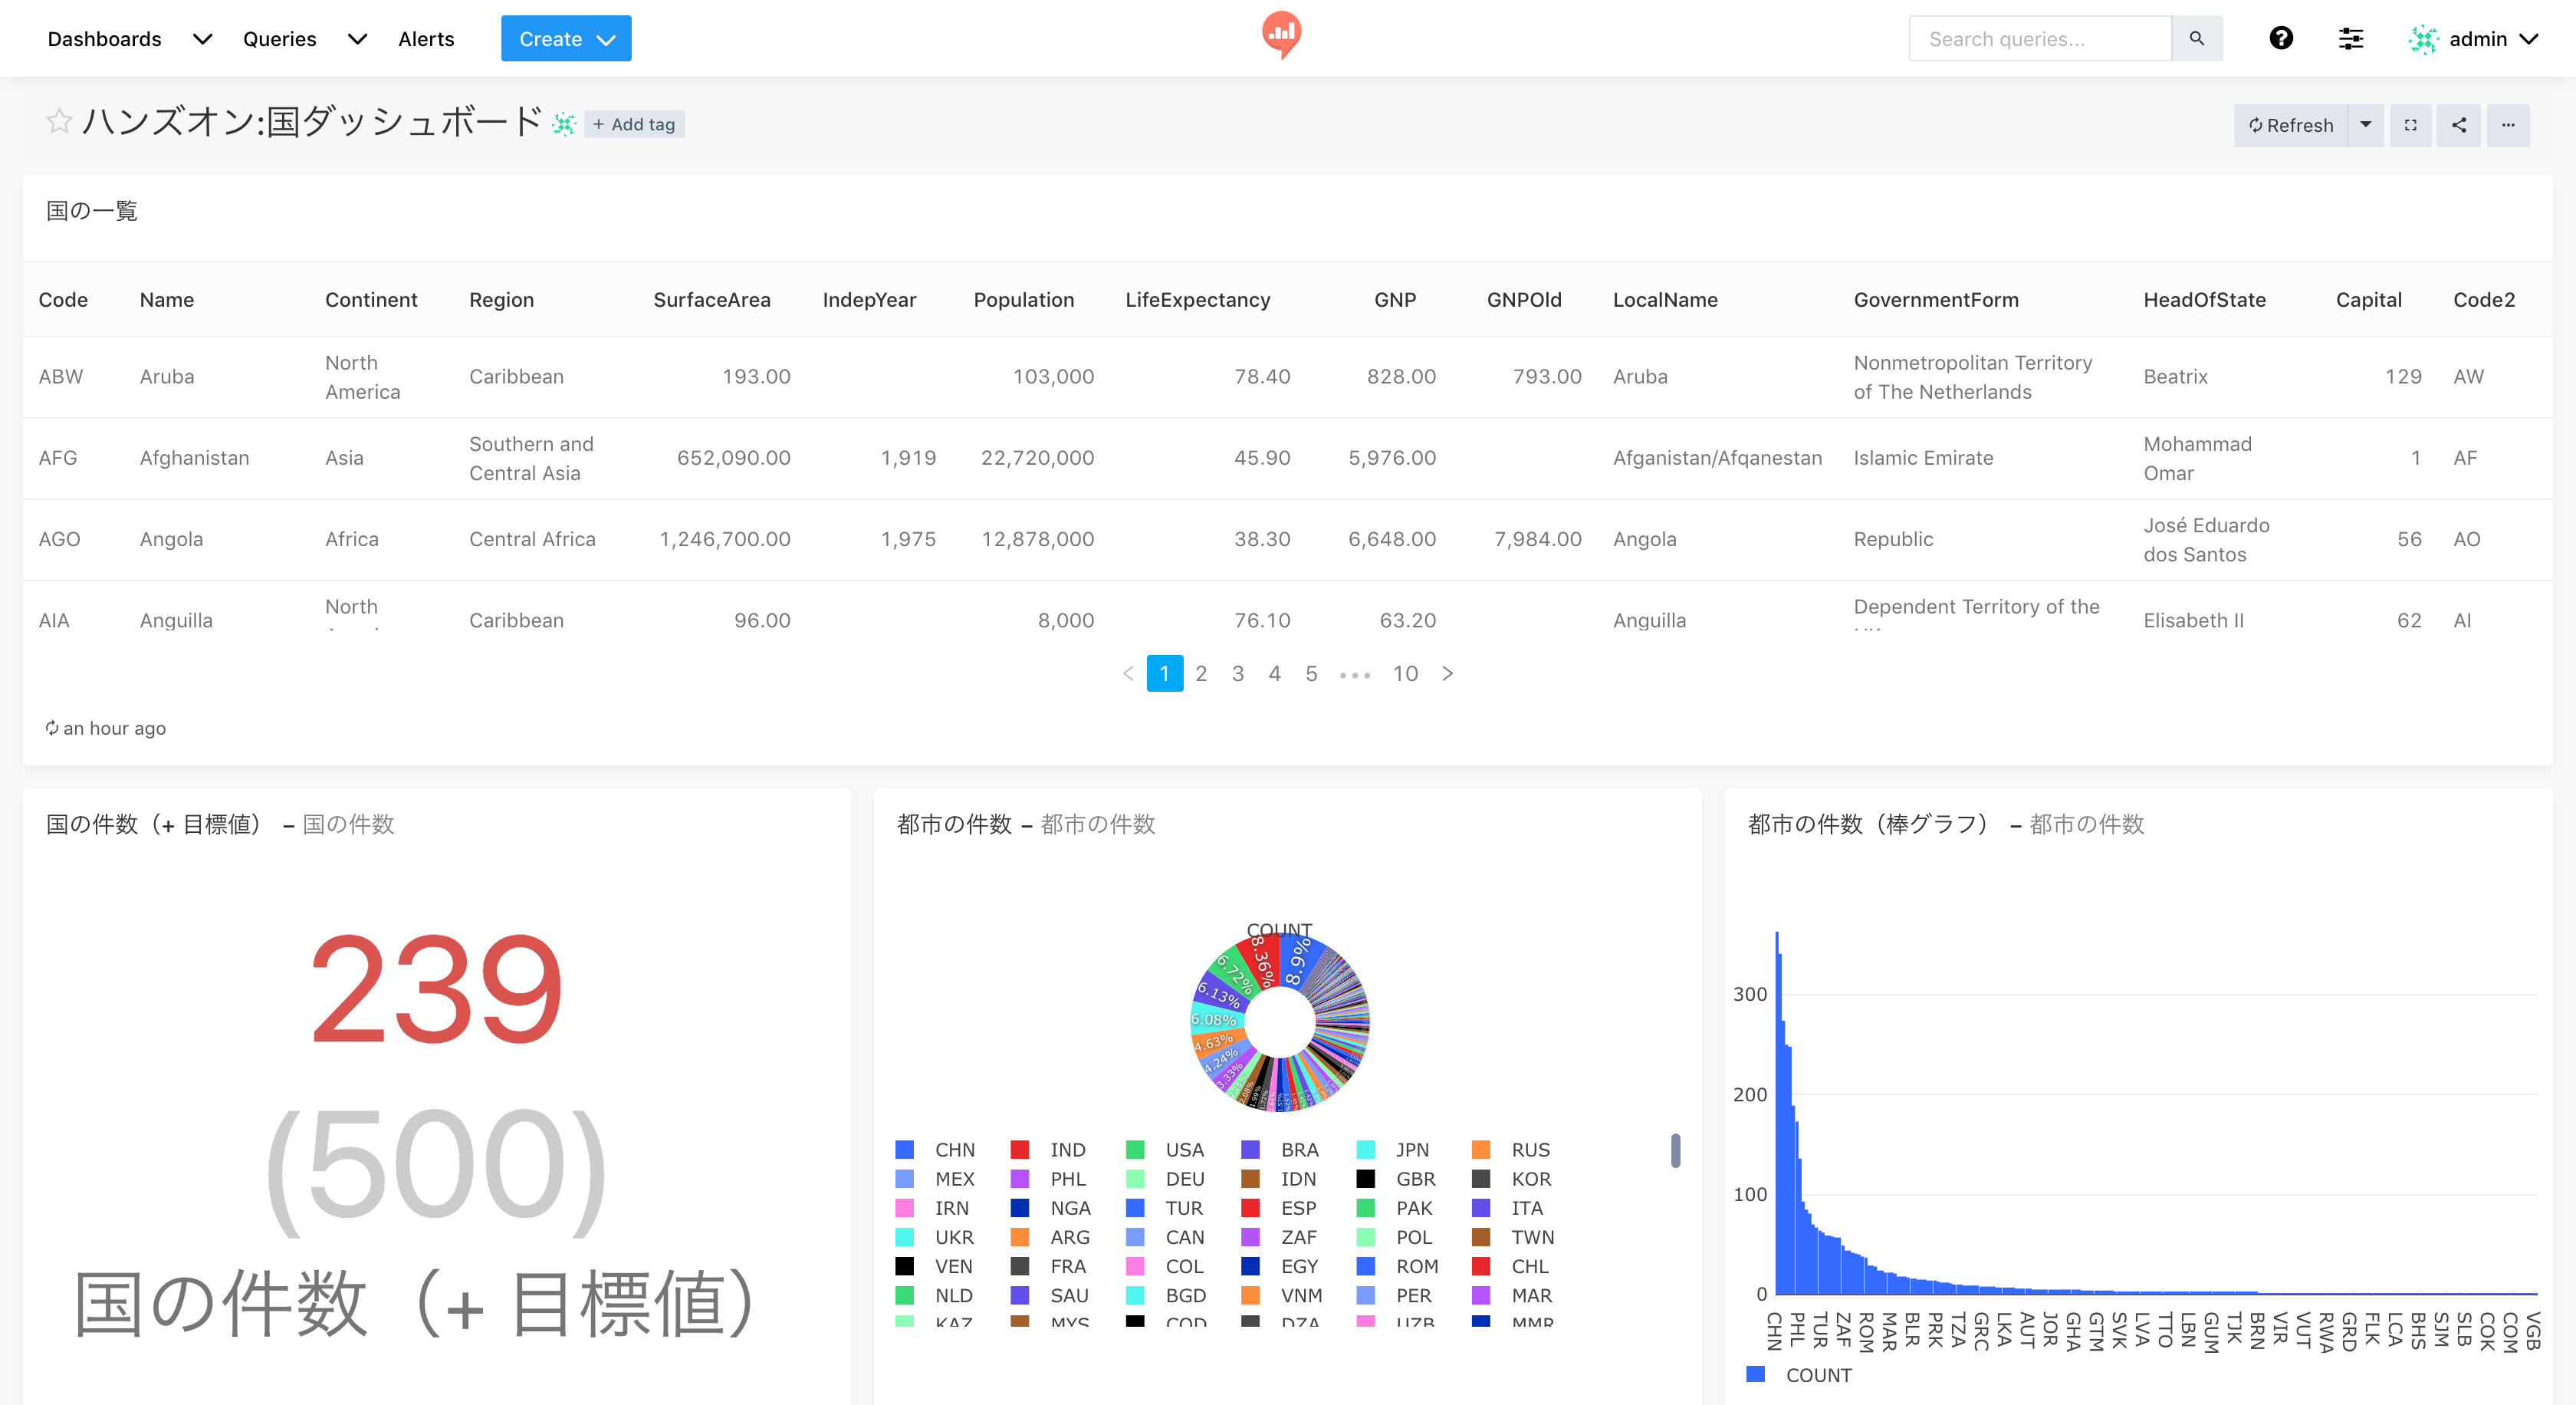 Dashboards Queries Alerts Create Search queries... admin
ハンズオン:国ダッシュボード + Add tag Refresh
国の一覧
Code Name Continent Region SurfaceArea IndepYear Population LifeExpectancy GNP GNPOld LocalName GovernmentForm HeadOfState Capital Code2
ABW Aruba North America Caribbean 193.00 103,000 78.40 828.00 793.00 Aruba Nonmetropolitan Territory of The Netherlands Beatrix 129 AW
AFG Afghanistan Asia Southern and Central Asia 652,090.00 1,919 22,720,000 45.90 5,976.00 Afganistan/Afqanestan Islamic Emirate Mohammad Omar 1 AF
AGO Angola Africa Central Africa 1,246,700.00 1,975 12,878,000 38.30 6,648.00 7,984.00 Angola Republic José Eduardo dos Santos 56 AO
AIA Anguilla North Caribbean 96.00 8,000 76.10 63.20 Anguilla Dependent Territory of the Elisabeth II 62 AI
1 2 3 4 5 ••• 10
an hour ago
国の件数（+ 目標値） – 国の件数
239
(500)
国の件数（+ 目標値）
都市の件数 – 都市の件数
COUNT
8.9%
8.36%
6.72%
6.13%
6.08%
4.63%
4.24%
3.33%
CHN IND USA BRA JPN RUS
MEX PHL DEU IDN GBR KOR
IRN NGA TUR ESP PAK ITA
UKR ARG CAN ZAF POL TWN
VEN FRA COL EGY ROM CHL
NLD SAU BGD VNM PER MAR
KAZ MYS COD DZA UZB MMR
都市の件数（棒グラフ） – 都市の件数
300
200
100
0
CHN PHL TUR ZAF ROM MAR BLR PRK TZA GRC LKA AUT JOR GHA GTM SVK LVA TTO LBN GUM TJK BRN VIR VUT RWA GRD FLK LCA BHS SJM SLB COK COM VGB
COUNT